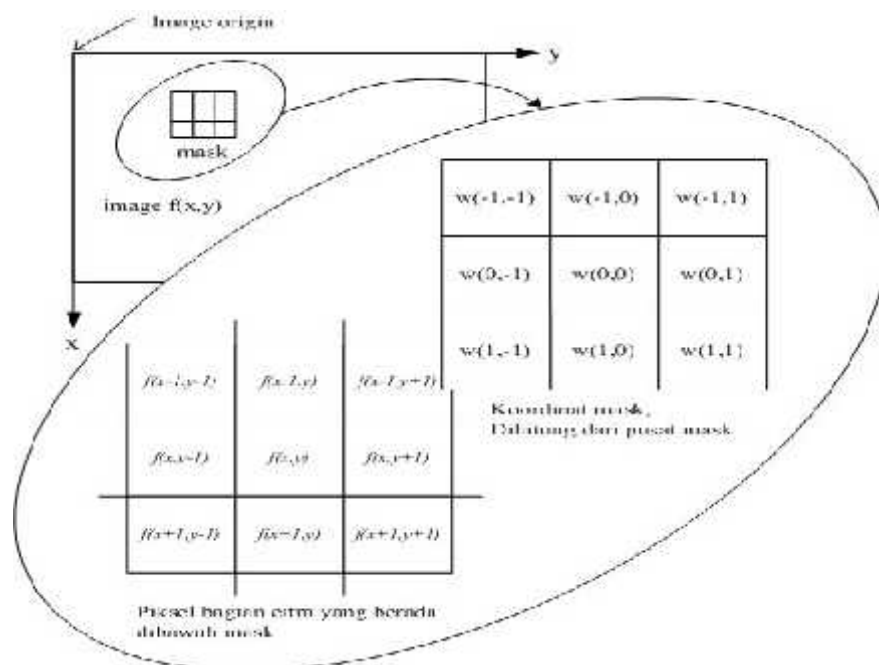 Image origin
y
mask
image f(x,y)
x
w(-1,-1) w(-1,0) w(-1,1)
w(0,-1) w(0,0) w(0,1)
w(1,-1) w(1,0) w(1,1)
Koordinat mask,
Dihitung dari pusat mask
f(x-1,y-1) f(x-1,y) f(x-1,y+1)
f(x,y-1) f(x,y) f(x,y+1)
f(x+1,y-1) f(x+1,y) f(x+1,y+1)
Piksel bagian citra yang berada
dibawah mask